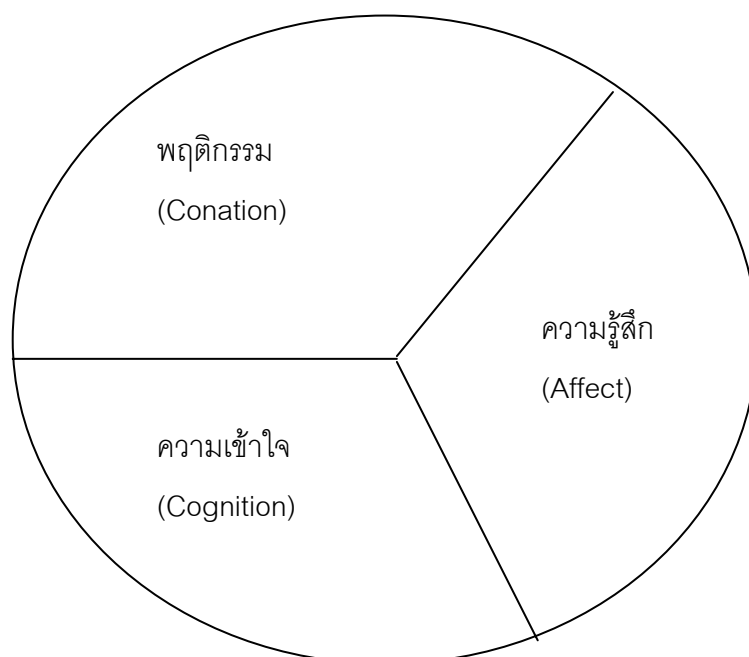 พฤติกรรม
(Conation)
ความรู้สึก
(Affect)
ความเข้าใจ
(Cognition)